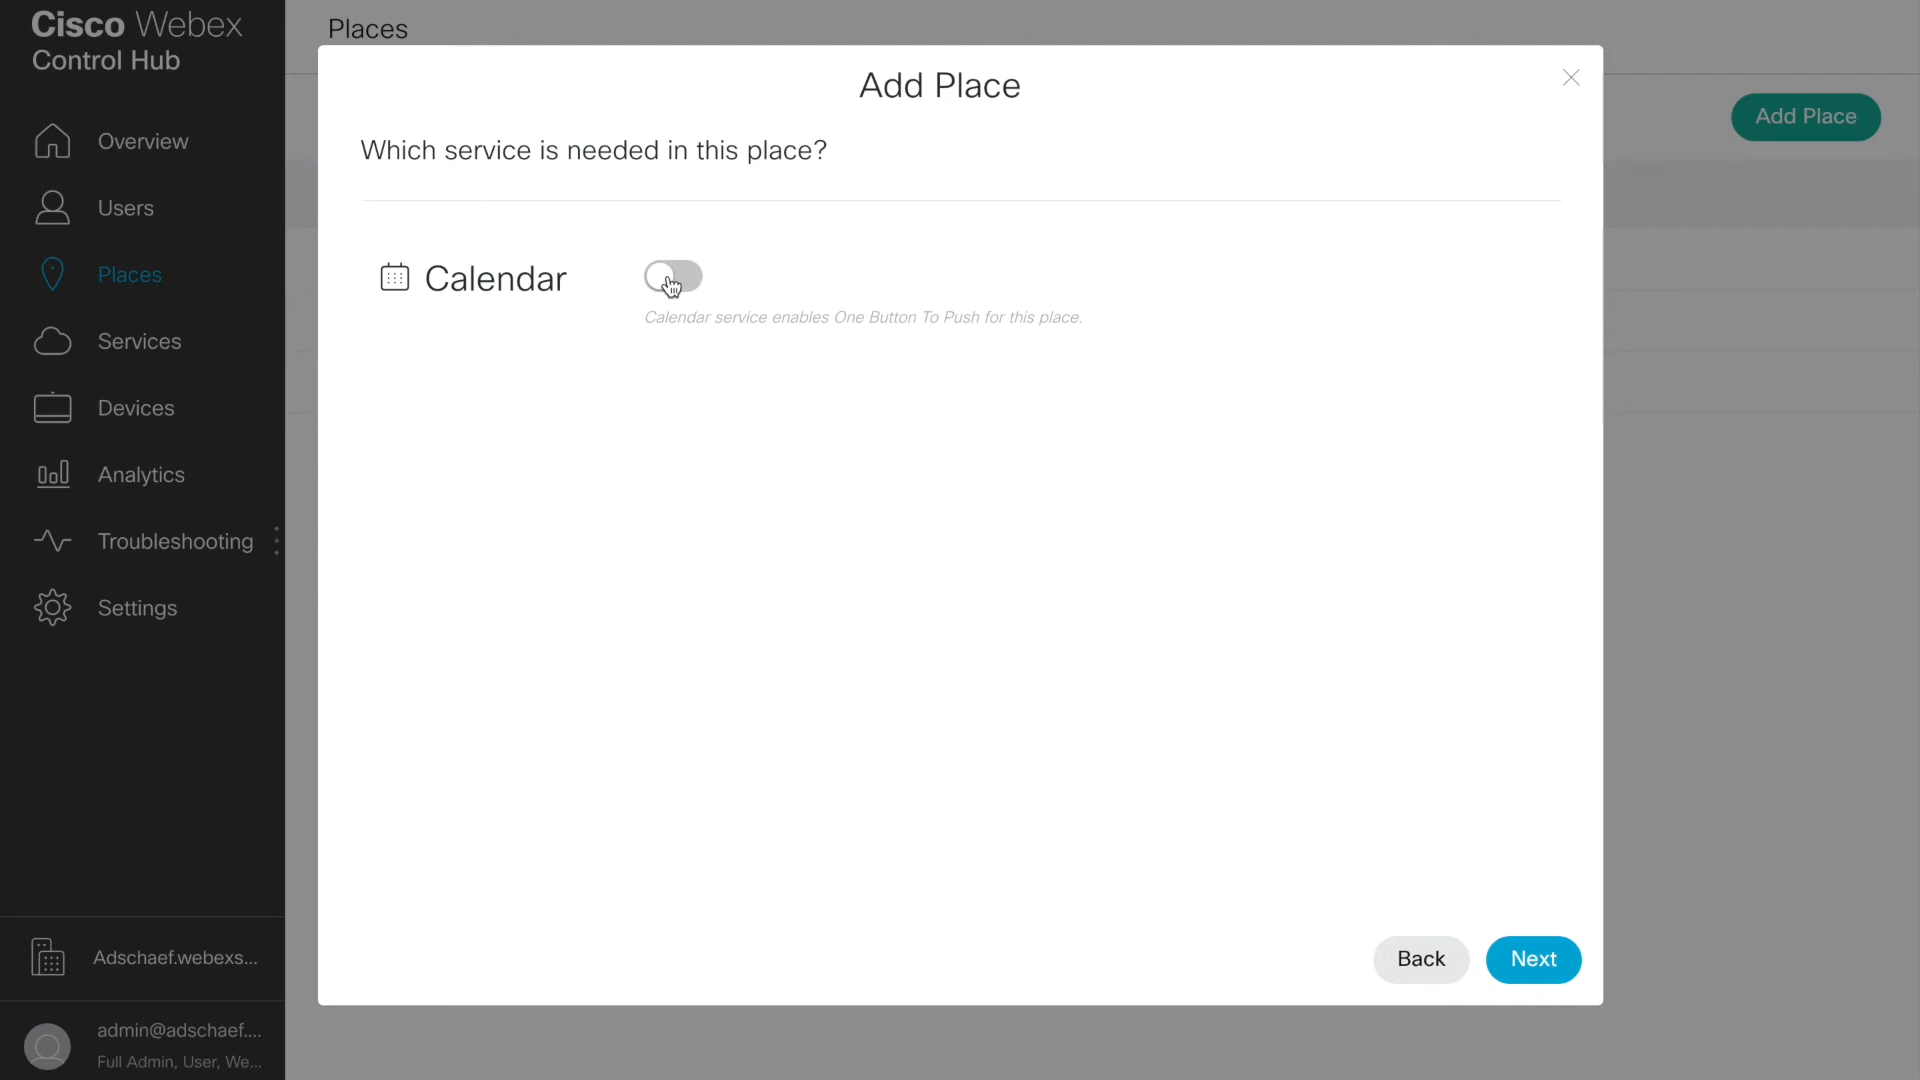 Cisco Webex
Control Hub
Overview
Users
Places
Services
Devices
Analytics
Troubleshooting
Settings
Adschaef.webexs...
admin@adschaef....
Full Admin, User, We...
Places
Add Place
Add Place
Which service is needed in this place?
Calendar
Calendar service enables One Button To Push for this place.
Back
Next